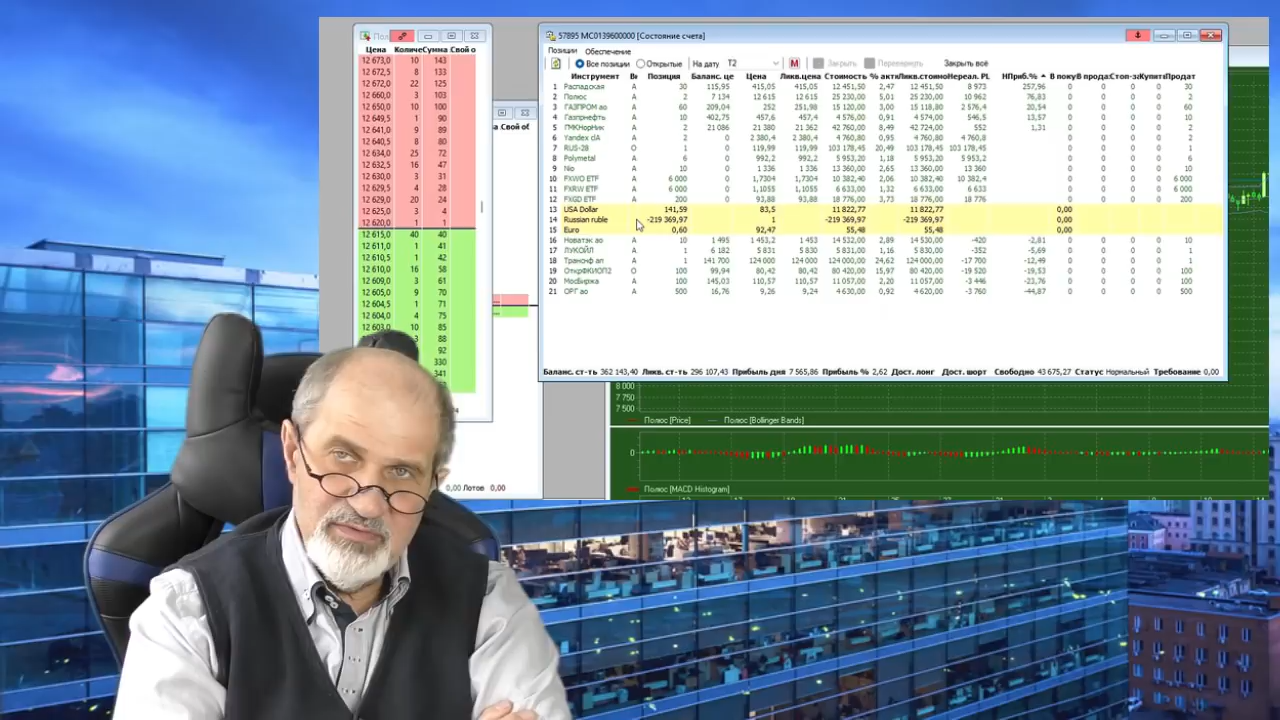 57895 MC0139600000 [Состояние счета]
Позиции Обеспечение
Все позиции Открытые На дату T2 M Закрыть Перевернуть Закрыть всё
Инструмент Позиция Баланс. це Цена Ликв.цена Стоимость % акти Ликв.стоимо Нереал. PL НПриб.% В поку В прода Стоп-за Купит Продат
1 Распадская A 30 115,95 415,05 415,05 12 451,50 2,47 12 451,50 8 973 257,96 0 0 0 0 30
2 Полюс A 2 7 134 12 615 12 615 25 230,00 5,01 25 230,00 10 962 76,83 0 0 0 0 2
3 ГАЗПРОМ ао A 60 209,04 252 251,98 15 120,00 3,00 15 118,80 2 576,4 20,54 0 0 0 0 60
4 Газпрнефть A 10 402,75 457,6 457,4 4 576,00 0,91 4 574,00 546,5 13,57 0 0 0 0 10
5 ГМКНорНик A 2 21 086 21 380 21 362 42 760,00 8,49 42 724,00 552 1,31 0 0 0 0 2
6 Yandex clA A 2 0 2 380,4 2 380,4 4 760,80 0,95 4 760,80 4 760,8 0 0 0 0 2
7 RUS-28 О 1 0 119,99 119,99 103 178,45 20,49 103 178,45 103 178,45 0 0 0 0 1
8 Polymetal A 6 0 992,2 992,2 5 953,20 1,18 5 953,20 5 953,2 0 0 0 0 6
9 Nio A 10 0 1 336 1 336 13 360,00 2,65 13 360,00 13 360 0 0 0 0 10
10 FXWO ETF A 6 000 0 1,7304 1,7304 10 382,40 2,06 10 382,40 10 382,4 0 0 0 0 6 000
11 FXRW ETF A 6 000 0 1,1055 1,1055 6 633,00 1,32 6 633,00 6 633 0 0 0 0 6 000
12 FXGD ETF A 200 0 93,88 93,88 18 776,00 3,73 18 776,00 18 776 0 0 0 0 200
13 USA Dollar 141,59 83,5 11 822,77 11 822,77 0,00
14 Russian ruble -219 369,97 1 -219 369,97 -219 369,97 0,00
15 Euro 0,60 92,47 55,48 55,48 0,00
16 Новатэк ао A 10 1 495 1 453,2 1 453 14 532,00 2,89 14 530,00 -420 -2,81 0 0 0 0 10
17 ЛУКОЙЛ A 1 6 182 5 831 5 830 5 831,00 1,16 5 830,00 -352 -5,69 0 0 0 0 1
18 Транснф ап A 1 141 700 124 000 124 000 124 000,00 24,62 124 000,00 -17 700 -12,49 0 0 0 0 1
19 ОткрФКИОП2 О 100 99,94 80,42 80,42 80 420,00 15,97 80 420,00 -19 520 -19,53 0 0 0 0 100
20 МосБиржа A 100 145,03 110,57 110,57 11 057,00 2,20 11 057,00 -3 446 -23,76 0 0 0 0 100
21 ОРГ ао A 500 16,76 9,26 9,24 4 630,00 0,92 4 620,00 -3 760 -44,87 0 0 0 0 500
Баланс. ст-ть 362 143,40 Ликв. ст-ть 296 107,43 Прибыль дня 7 565,86 Прибыль % 2,62 Дост. лонг Дост. шорт Свободно 43 675,27 Статус Нормальный Требование 0,00
Цена Количе Сумма Свой о
12 673,0 10 143
12 672,5 8 133
12 672,0 22 125
12 660,0 3 103
12 650,0 10 100
12 649,5 1 90
12 641,0 9 89
12 640,5 8 80
12 634,0 25 72
12 632,5 16 47
12 630,0 3 31
12 629,5 4 28
12 629,0 20 24
12 625,0 3 4
12 620,0 1 1
12 615,0 40 40
12 611,0 1 41
12 610,5 1 42
12 610,0 16 58
12 609,0 3 61
12 605,0 9 70
12 604,5 1 71
12 604,0 4 75
12 603,0 10 85
3 88
92
330
341
а Свой об
0,00 Лотов 0,00
8 000
7 750
7 500
Полюс [Price] Полюс [Bollinger Bands]
0
Полюс [MACD Histogram]